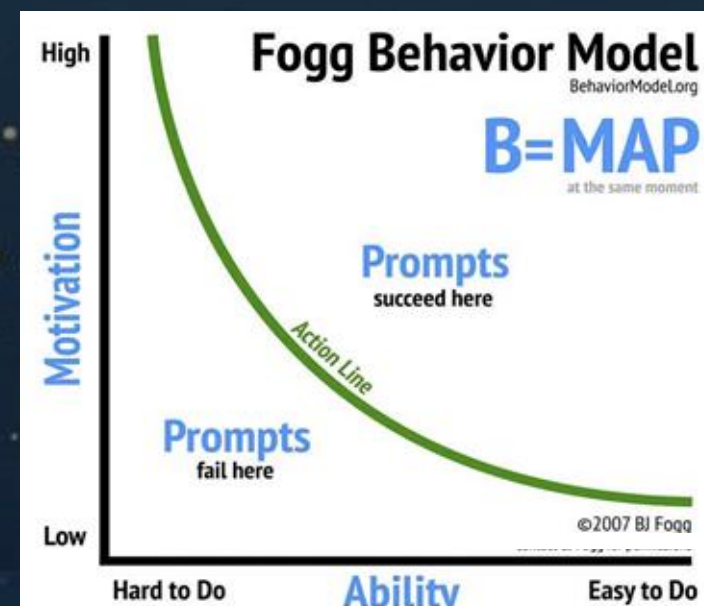 Fogg Behavior Model
BehaviorModel.org
B=MAP
at the same moment
High
Motivation
Low
Prompts
succeed here
Action Line
Prompts
fail here
©2007 BJ Fogg
Hard to Do
Ability
Easy to Do